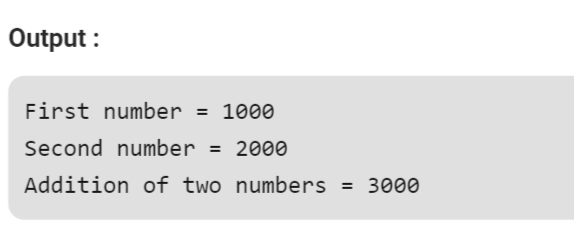 Output :
First number = 1000
Second number = 2000
Addition of two numbers = 3000